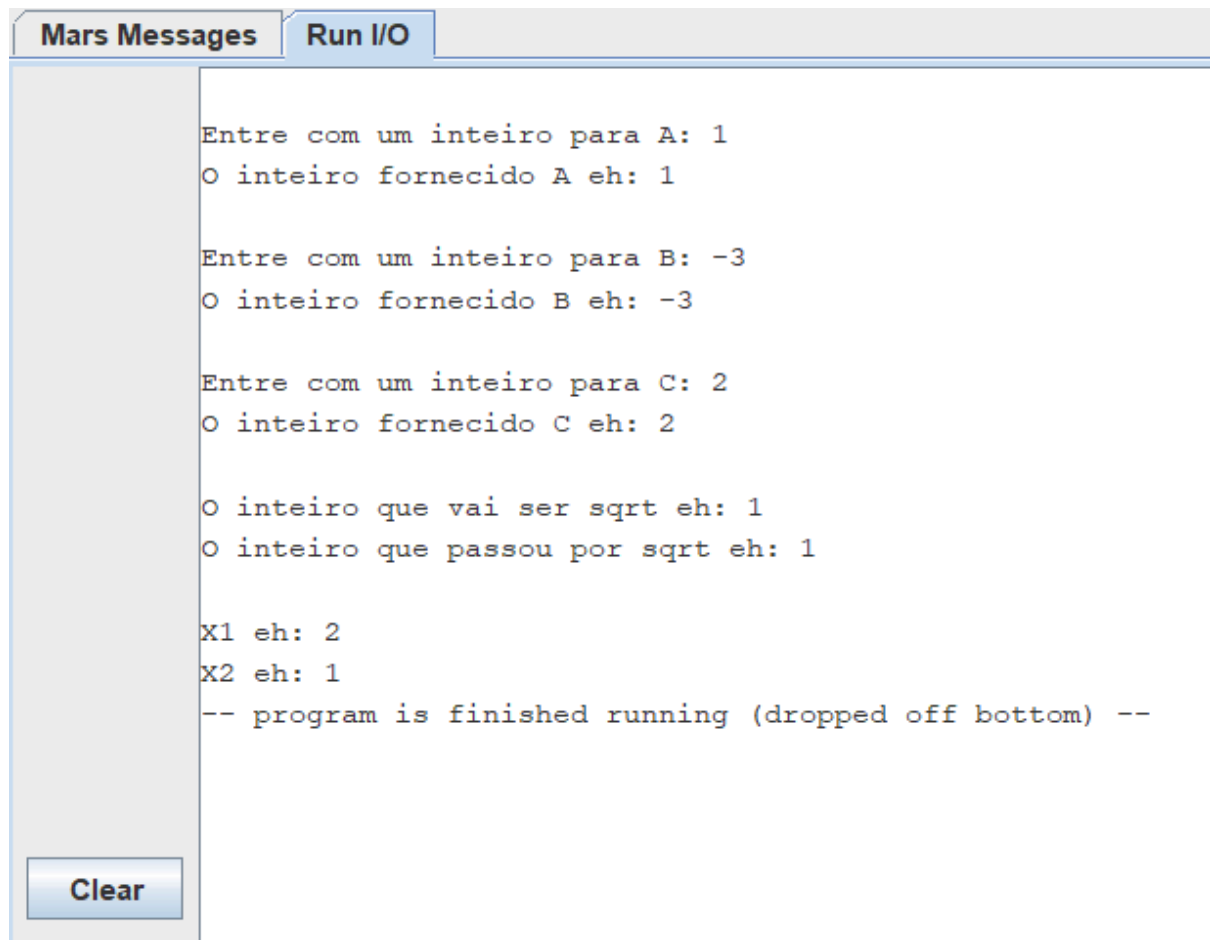 Mars Messages Run I/O
Entre com um inteiro para A: 1
O inteiro fornecido A eh: 1
Entre com um inteiro para B: -3
O inteiro fornecido B eh: -3
Entre com um inteiro para C: 2
O inteiro fornecido C eh: 2
O inteiro que vai ser sqrt eh: 1
O inteiro que passou por sqrt eh: 1
X1 eh: 2
X2 eh: 1
-- program is finished running (dropped off bottom) --
Clear